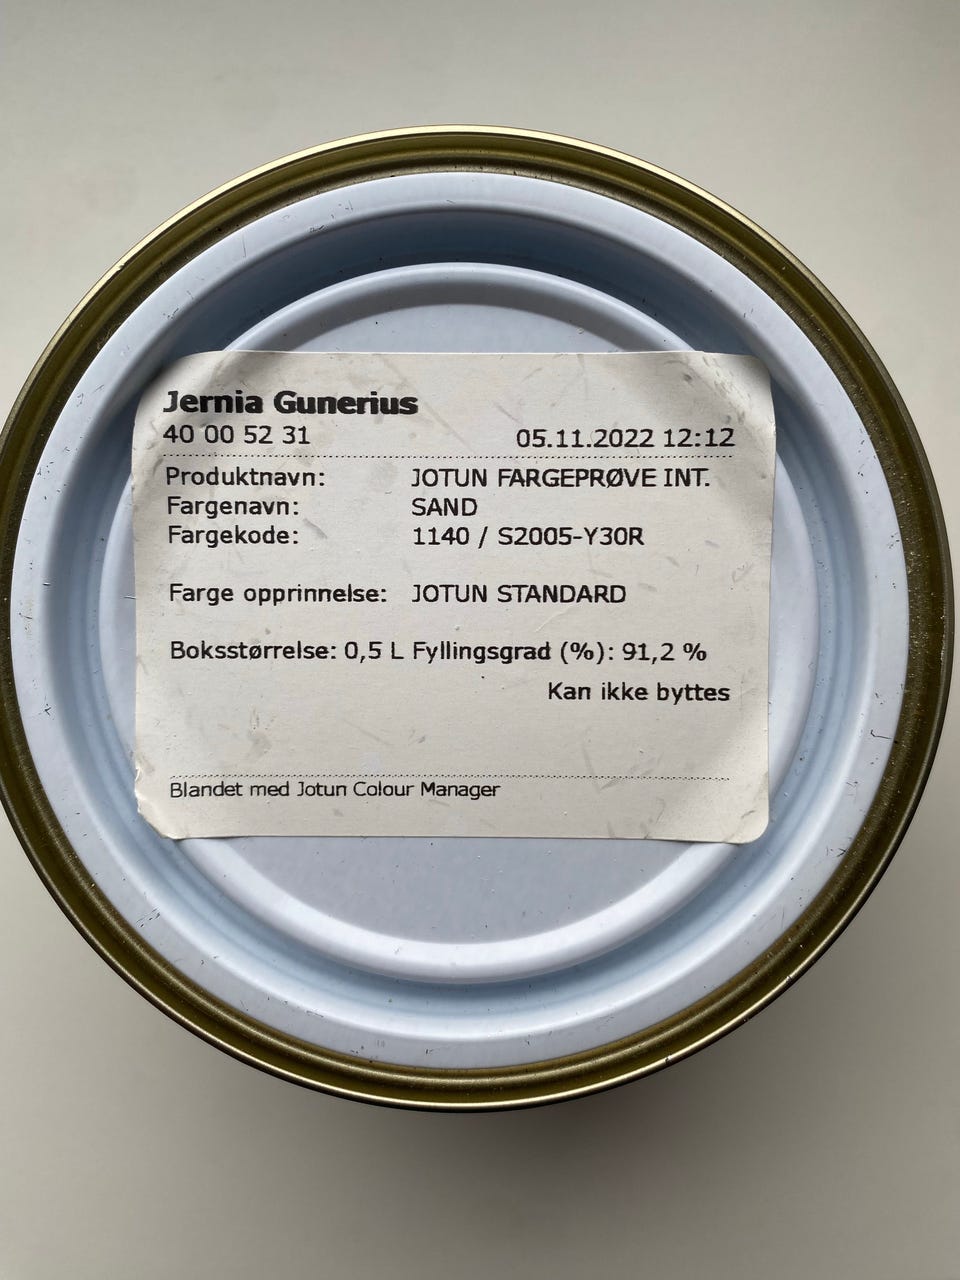 Jernia Gunerius
40 00 52 31 05.11.2022 12:12
Produktnavn: JOTUN FARGEPRØVE INT.
Fargenavn: SAND
Fargekode: 1140 / S2005-Y30R
Farge opprinnelse: JOTUN STANDARD
Boksstørrelse: 0,5 L Fyllingsgrad (%): 91,2 %
Kan ikke byttes
Blandet med Jotun Colour Manager